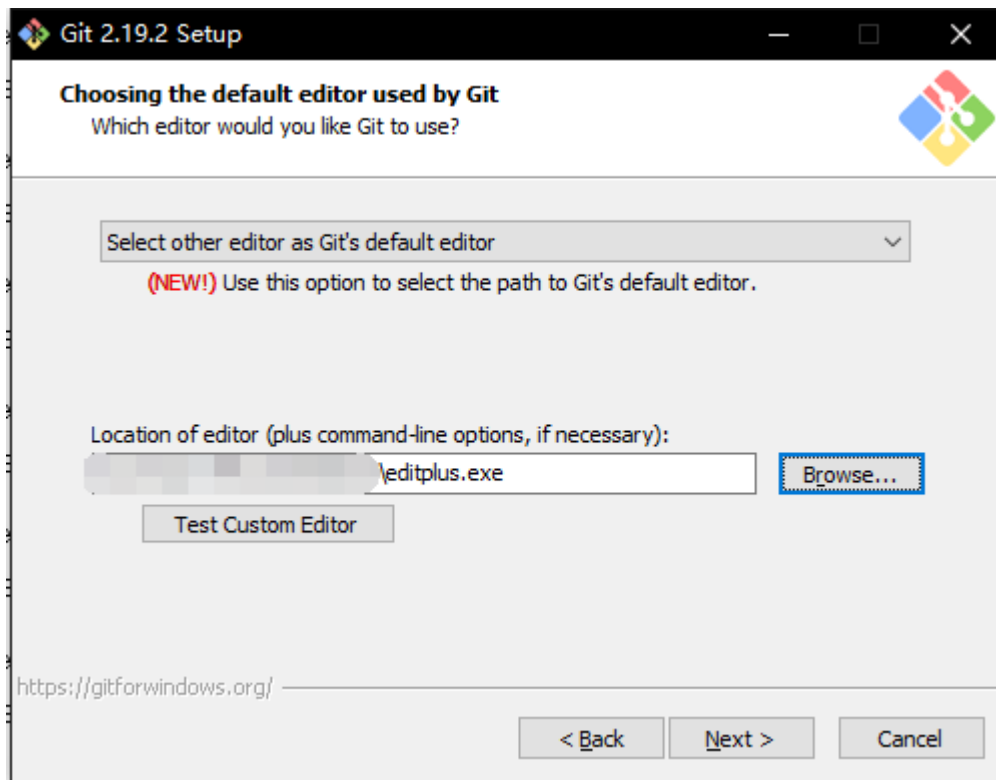 Git 2.19.2 Setup
Choosing the default editor used by Git
Which editor would you like Git to use?
Select other editor as Git's default editor
(NEW!) Use this option to select the path to Git's default editor.
Location of editor (plus command-line options, if necessary):
\editplus.exe
Browse...
Test Custom Editor
https://gitforwindows.org/
< Back
Next >
Cancel